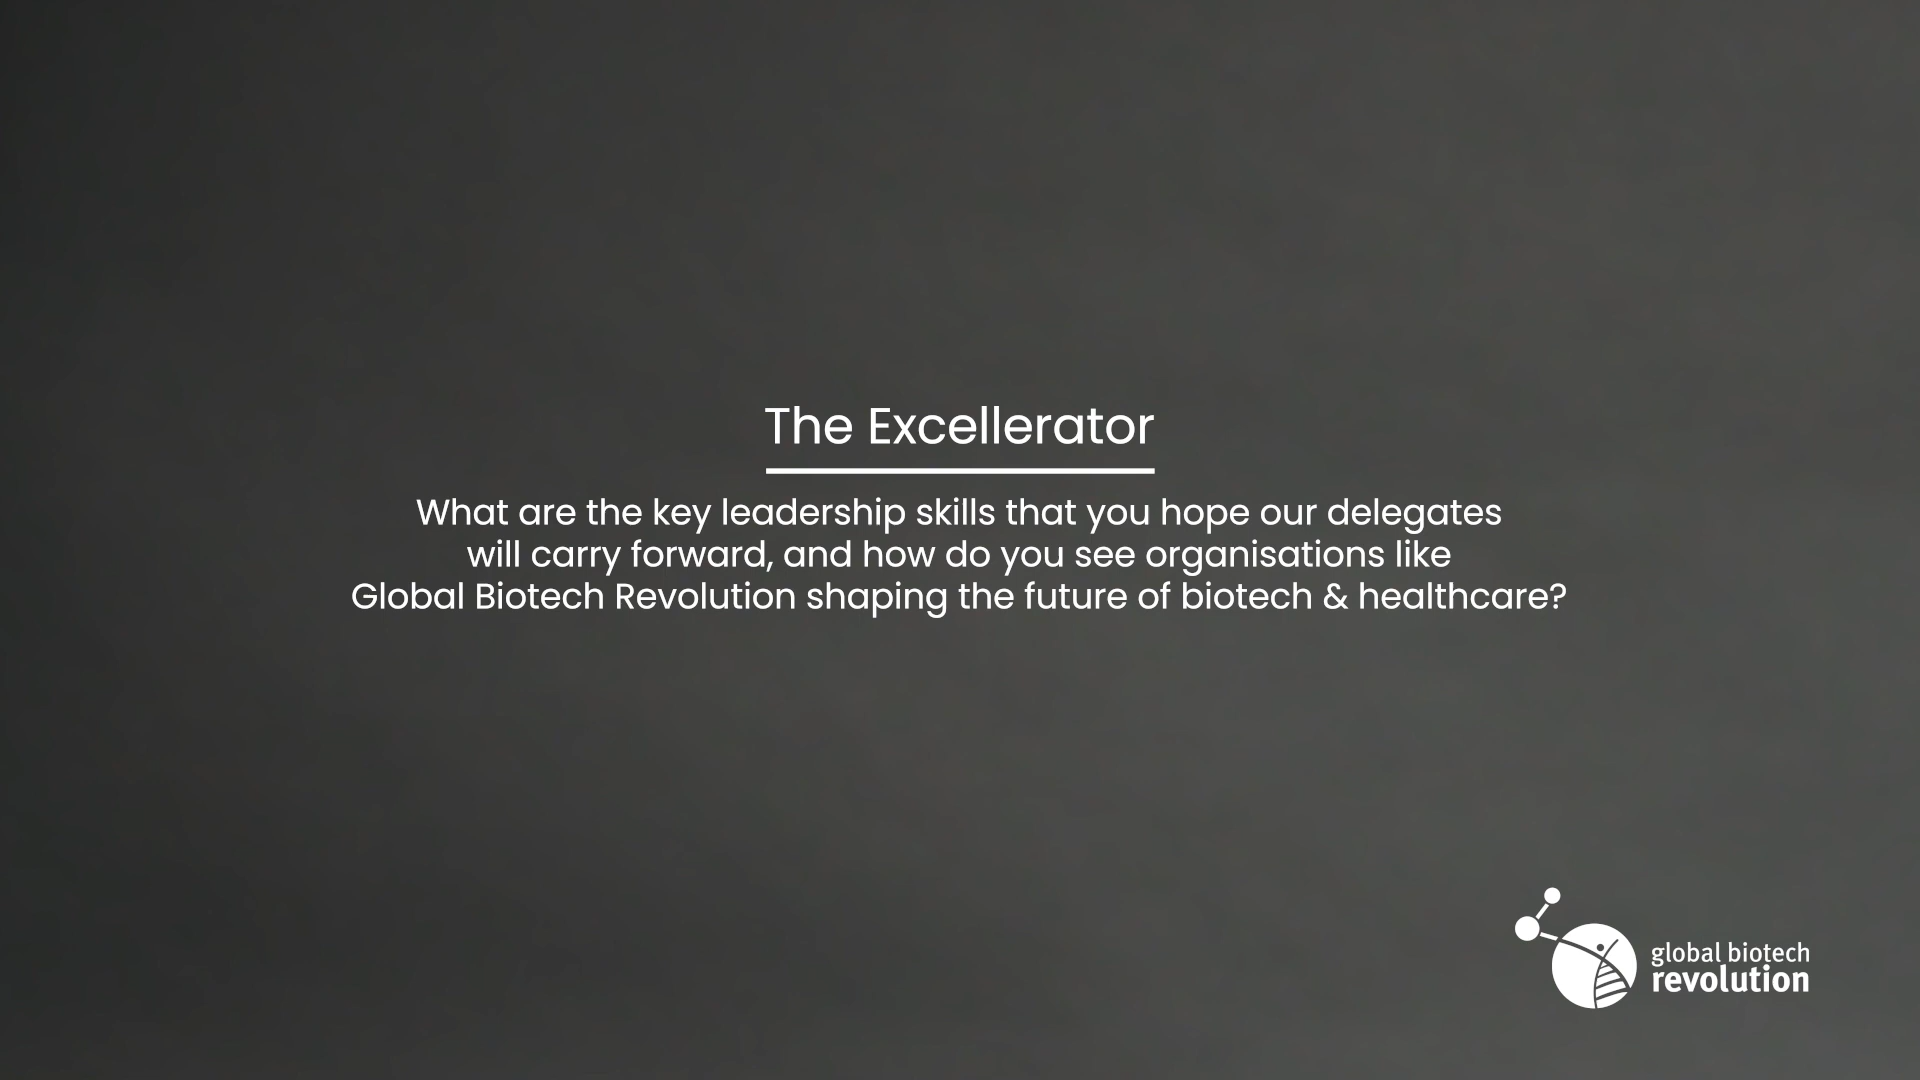 The Excellerator
What are the key leadership skills that you hope our delegates
will carry forward, and how do you see organisations like
Global Biotech Revolution shaping the future of biotech & healthcare?
global biotech
revolution